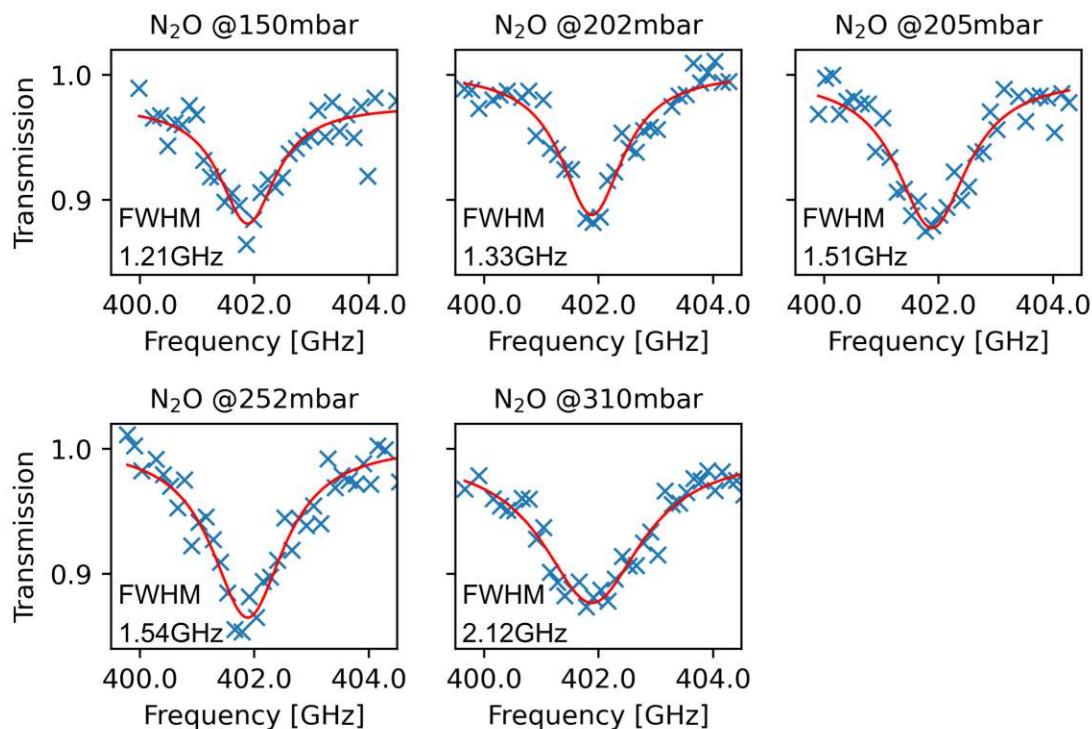 N₂O @150mbar
N₂O @202mbar
N₂O @205mbar
Transmission
1.0
0.9
FWHM
1.21GHz
FWHM
1.33GHz
FWHM
1.51GHz
400.0 402.0 404.0
400.0 402.0 404.0
400.0 402.0 404.0
Frequency [GHz]
Frequency [GHz]
Frequency [GHz]
N₂O @252mbar
N₂O @310mbar
Transmission
1.0
0.9
FWHM
1.54GHz
FWHM
2.12GHz
400.0 402.0 404.0
400.0 402.0 404.0
Frequency [GHz]
Frequency [GHz]